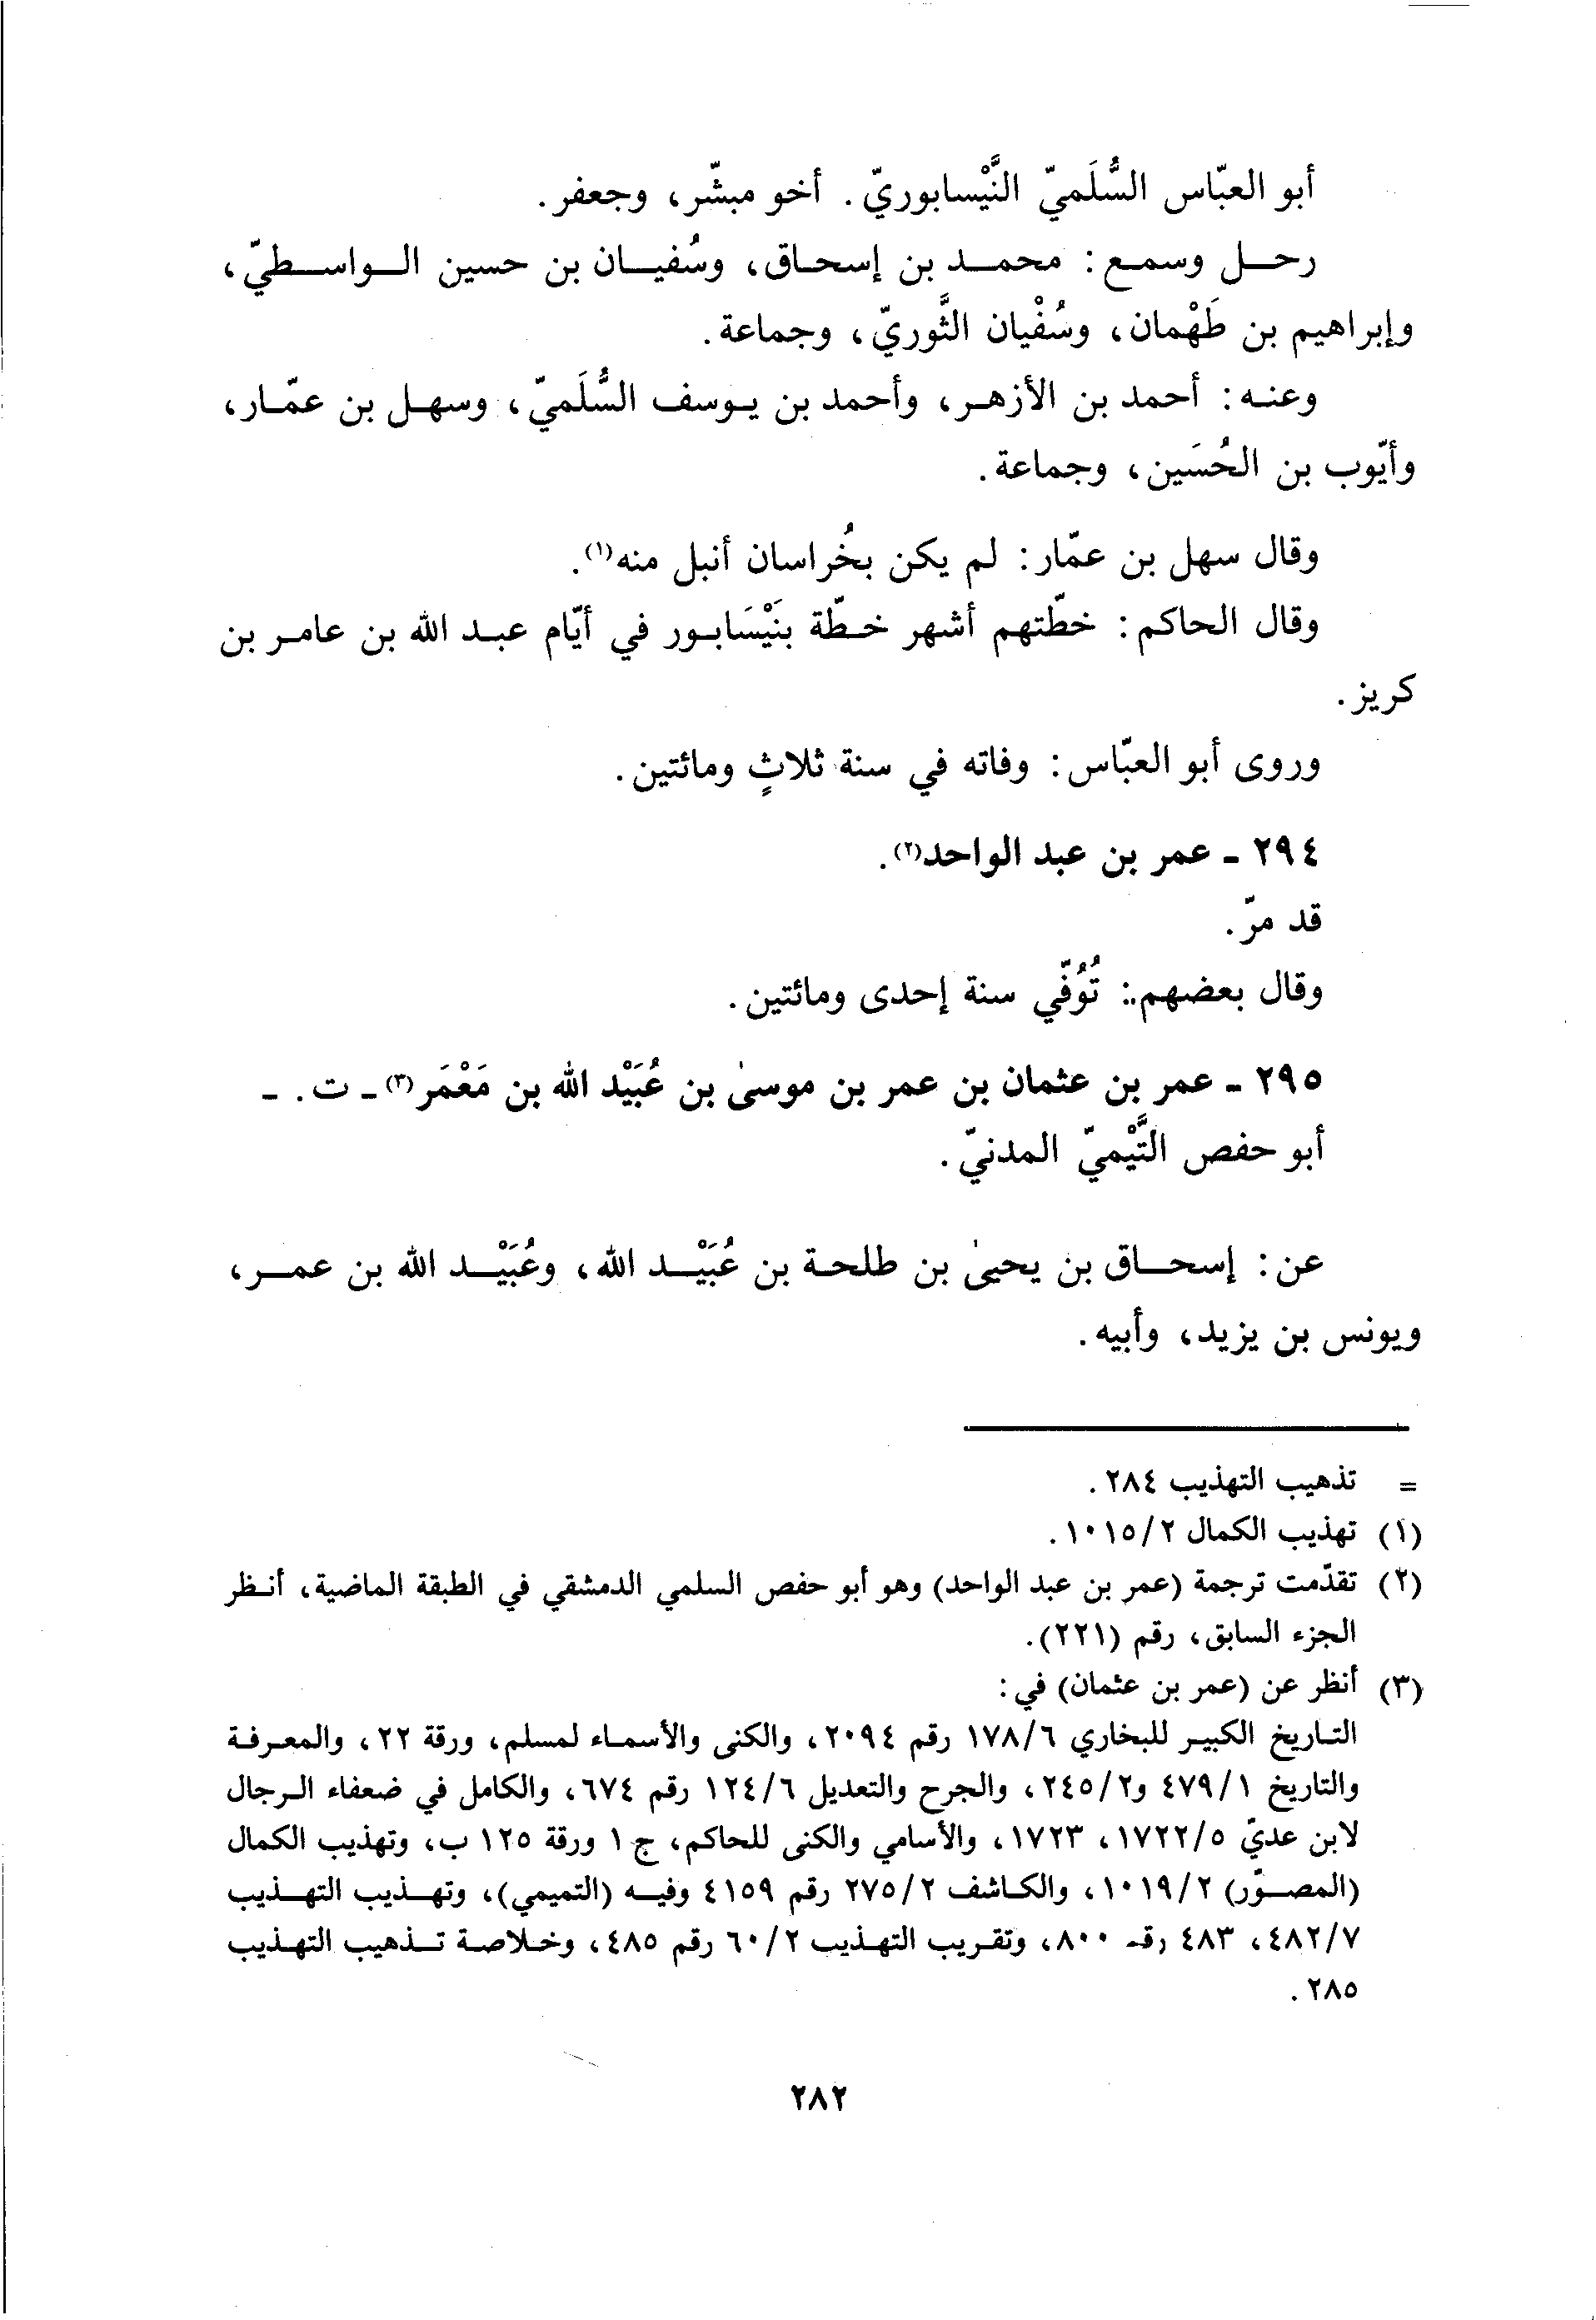 أبو العبّاس السُّلَميّ النَّيْسابوريّ. أخو مبشّر، وجعفر.
رحل وسمع: محمد بن إسحاق، وسُفيان بن حسين الواسطيّ،
وإبراهيم بن طَهْمان، وسُفْيان الثَّوريّ، وجماعة.
وعنه: أحمد بن الأزهر، وأحمد بن يوسف السُّلَميّ، وسهل بن عمّار،
وأيّوب بن الحُسَين، وجماعة.
وقال سهل بن عمّار: لم يكن بخُراسان أنبل منه(١).
وقال الحاكم: خطّتهم أشهر خطّة بنَيْسَابور في أيّام عبد الله بن عامر بن
كريز.
وروى أبو العبّاس: وفاته في سنة ثلاثٍ ومائتين.
٢٩٤ - عمر بن عبد الواحد(٢).
قد مرّ.
وقال بعضهم: تُوُفّي سنة إحدى ومائتين.
٢٩٥ - عمر بن عثمان بن عمر بن موسىٰ بن عُبَيْد الله بن مَعْمَر(٣) - ت. -
أبو حفص التَّيْميّ المدنيّ.
عن: إسحاق بن يحيىٰ بن طلحة بن عُبَيْد الله، وعُبَيْد الله بن عمر،
ويونس بن يزيد، وأبيه.
= تذهيب التهذيب ٢٨٤.
(١) تهذيب الكمال ١٠١٥/٢.
(٢) تقدّمت ترجمة (عمر بن عبد الواحد) وهو أبو حفص السلمي الدمشقي في الطبقة الماضية، أنظر
الجزء السابق، رقم (٢٢١).
(٣) أنظر عن (عمر بن عثمان) في:
التاريخ الكبير للبخاري ١٧٨/٦ رقم ٢٠٩٤، والكنى والأسماء لمسلم، ورقة ٢٢، والمعرفة
والتاريخ ٤٧٩/١ و٢٤٥/٢، والجرح والتعديل ١٢٤/٦ رقم ٦٧٤، والكامل في ضعفاء الرجال
لابن عديّ ١٧٢٢/٥، ١٧٢٣، والأسامي والكنى للحاكم، ج ١ ورقة ١٢٥ ب، وتهذيب الكمال
(المصوّر) ١٠١٩/٢، والكاشف ٢٧٥/٢ رقم ٤١٥٩ وفيه (التميمي)، وتهذيب التهذيب
٤٨٢/٧، ٤٨٣ رقم ٨٠٠، وتقريب التهذيب ٦٠/٢ رقم ٤٨٥، وخلاصة تذهيب التهذيب
٢٨٥.
٢٨٢